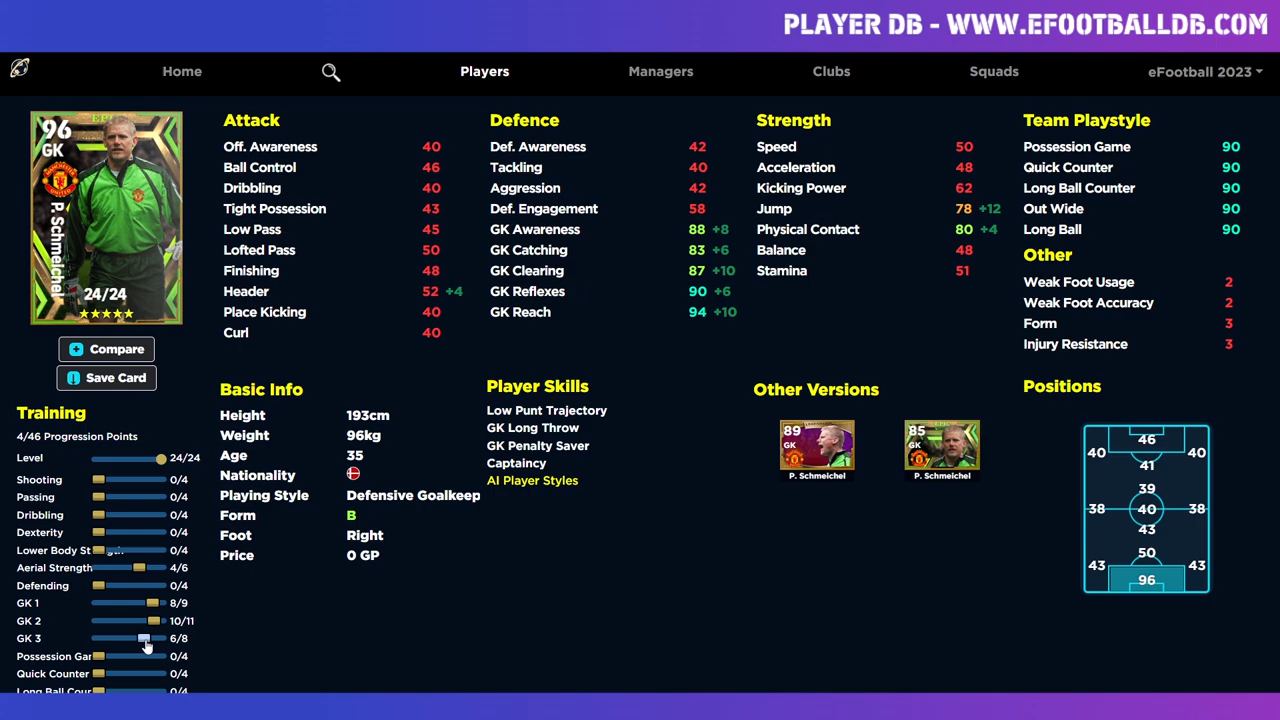 PLAYER DB - WWW.EFOOTBALLDB.COM
Home Players Managers Clubs Squads eFootball 2023
96
GK
P. Schmeichel
24/24
Compare
Save Card
Training
4/46 Progression Points
Level 24/24
Shooting 0/4
Passing 0/4
Dribbling 0/4
Dexterity 0/4
Lower Body St 0/4
Aerial Strength 4/6
Defending 0/4
GK 1 8/9
GK 2 10/11
GK 3 6/8
Possession Gar 0/4
Quick Counter 0/4
Long Ball Cour 0/4
Attack
Off. Awareness 40
Ball Control 46
Dribbling 40
Tight Possession 43
Low Pass 45
Lofted Pass 50
Finishing 48
Header 52 +4
Place Kicking 40
Curl 40
Defence
Def. Awareness 42
Tackling 40
Aggression 42
Def. Engagement 58
GK Awareness 88 +8
GK Catching 83 +6
GK Clearing 87 +10
GK Reflexes 90 +6
GK Reach 94 +10
Strength
Speed 50
Acceleration 48
Kicking Power 62
Jump 78 +12
Physical Contact 80 +4
Balance 48
Stamina 51
Team Playstyle
Possession Game 90
Quick Counter 90
Long Ball Counter 90
Out Wide 90
Long Ball 90
Other
Weak Foot Usage 2
Weak Foot Accuracy 2
Form 3
Injury Resistance 3
Basic Info
Height 193cm
Weight 96kg
Age 35
Nationality
Playing Style Defensive Goalkeep
Form B
Foot Right
Price 0 GP
Player Skills
Low Punt Trajectory
GK Long Throw
GK Penalty Saver
Captaincy
AI Player Styles
Other Versions
89
GK
P. Schmeichel
85
GK
P. Schmeichel
Positions
46
40 40
41
39
38 40 38
43
50
43 43
96